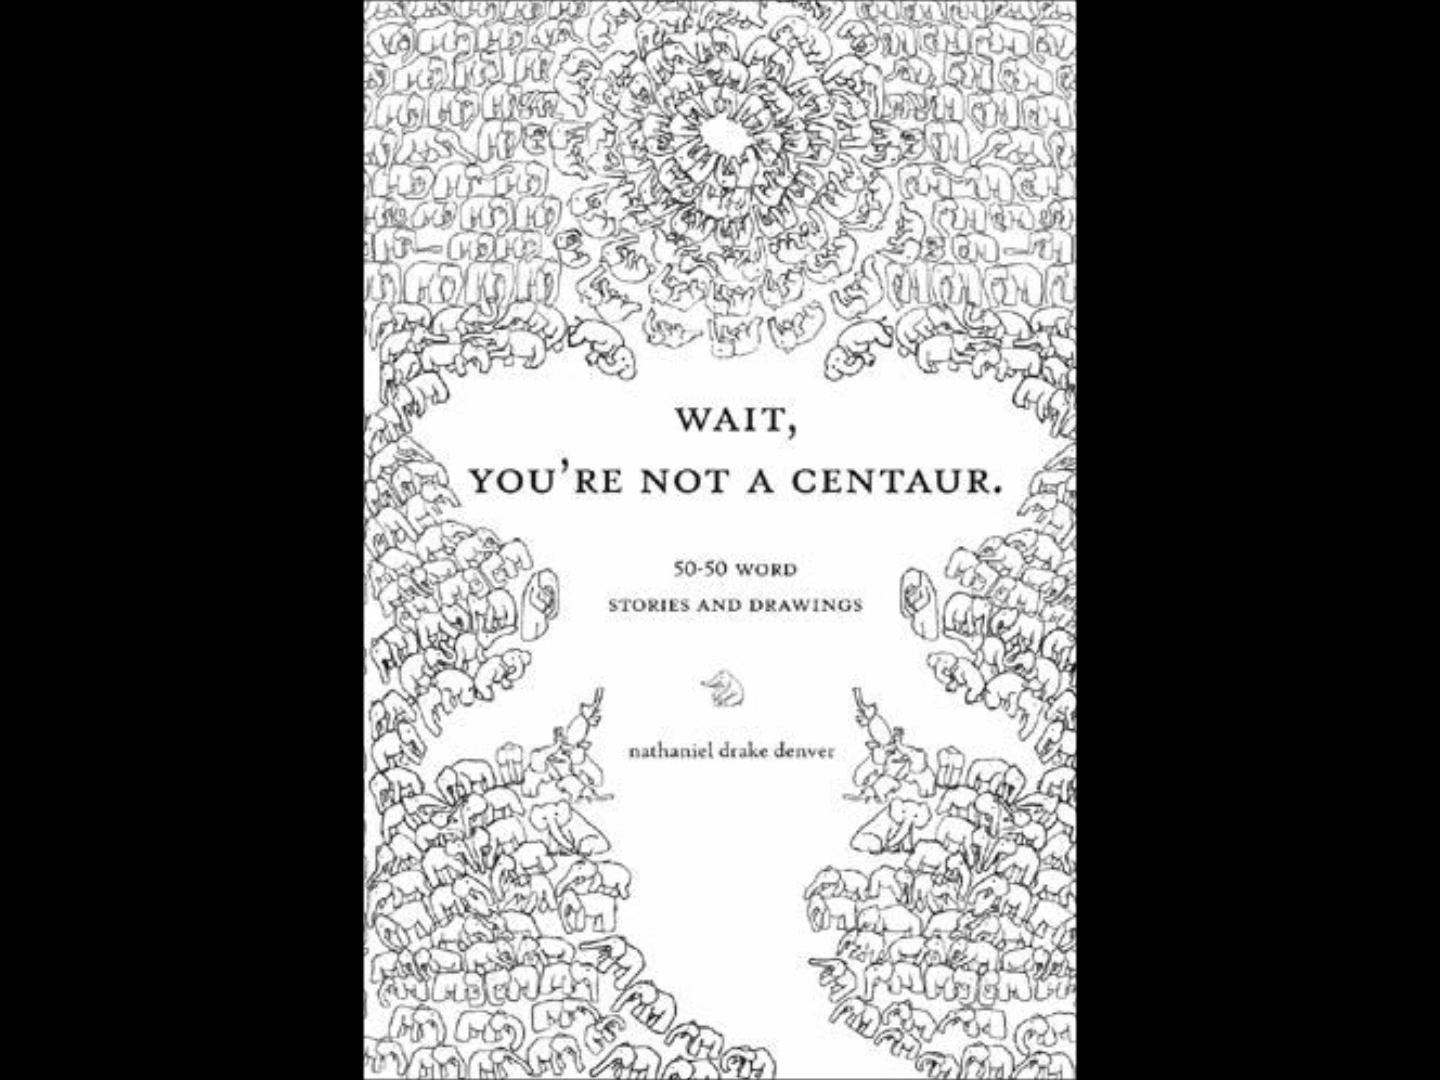 WAIT,
YOU'RE NOT A CENTAUR.
50-50 WORD
STORIES AND DRAWINGS
nathaniel drake denver